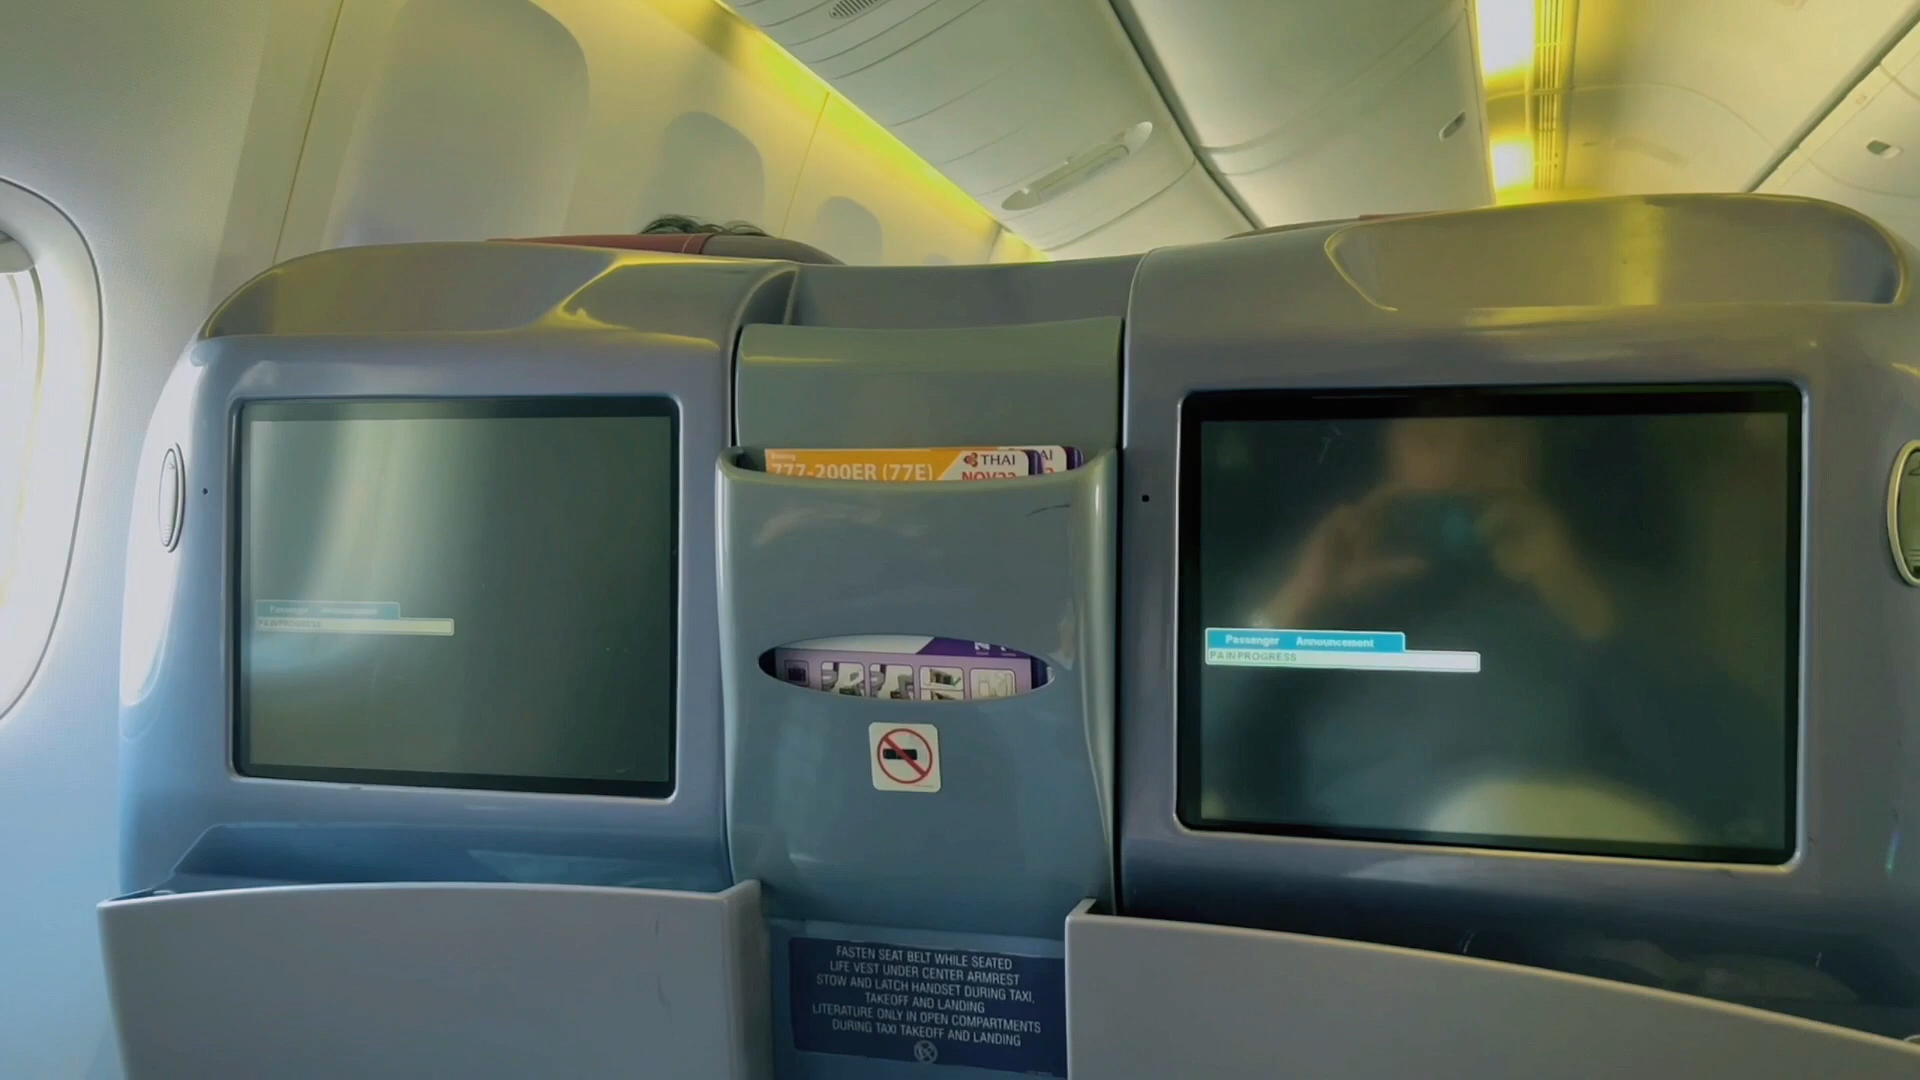 Passenger Announcement
PA IN PROGRESS
Boeing
777-200ER (77E)
THAI
NOV22
AI
Passenger Announcement
PA IN PROGRESS
FASTEN SEAT BELT WHILE SEATED
LIFE VEST UNDER CENTER ARMREST
STOW AND LATCH HANDSET DURING TAXI,
TAKEOFF AND LANDING
LITERATURE ONLY IN OPEN COMPARTMENTS
DURING TAXI TAKEOFF AND LANDING